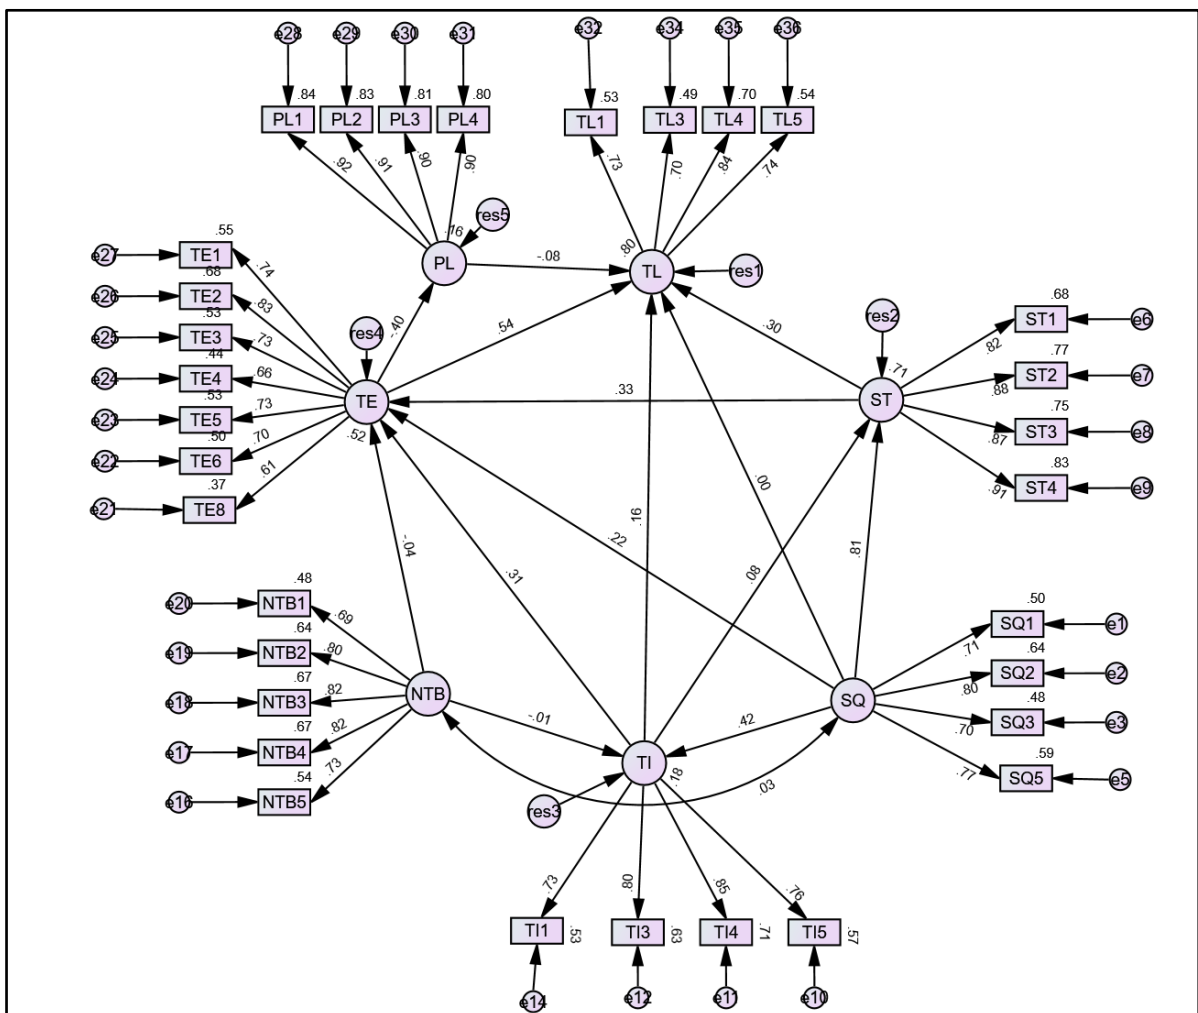 e28 e29 e30 e31 e32 e34 e35 e36
.84 .83 .81 .80 .53 .49 .70 .54
PL1 PL2 PL3 PL4 TL1 TL3 TL4 TL5
.92 .91 .90 .90 .73 .70 .84 .74
res5
.16 .80
PL -.08 TL res1
e27 TE1 .55 .74
e26 TE2 .68 .83
e25 TE3 .53 .73
e24 TE4 .44 .66
e23 TE5 .53 .73
e22 TE6 .50 .70
e21 TE8 .37 .61
res4 -.40 .54 .30 res2
TE .52 .33 ST .71
.68 ST1 e6 .82
.77 ST2 e7 .88
.75 ST3 e8 .87
.83 ST4 e9 .91
-.04 .31 .16 .22 .00 .08 .81
e20 NTB1 .48 .69
e19 NTB2 .64 .80
e18 NTB3 .67 .82
e17 NTB4 .67 .82
e16 NTB5 .54 .73
NTB -.01 TI .42 SQ
.50 SQ1 e1 .71
.64 SQ2 e2 .80
.48 SQ3 e3 .70
.59 SQ5 e5 .77
res3 .18 .03
.73 .80 .85 .76
TI1 .53 TI3 .63 TI4 .71 TI5 .57
e14 e12 e11 e10